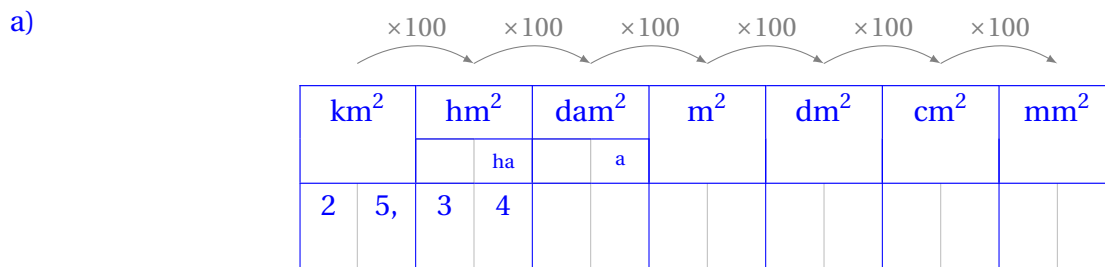 a)
×100 ×100 ×100 ×100 ×100 ×100
km² hm² dam² m² dm² cm² mm²
ha a
2 5, 3 4